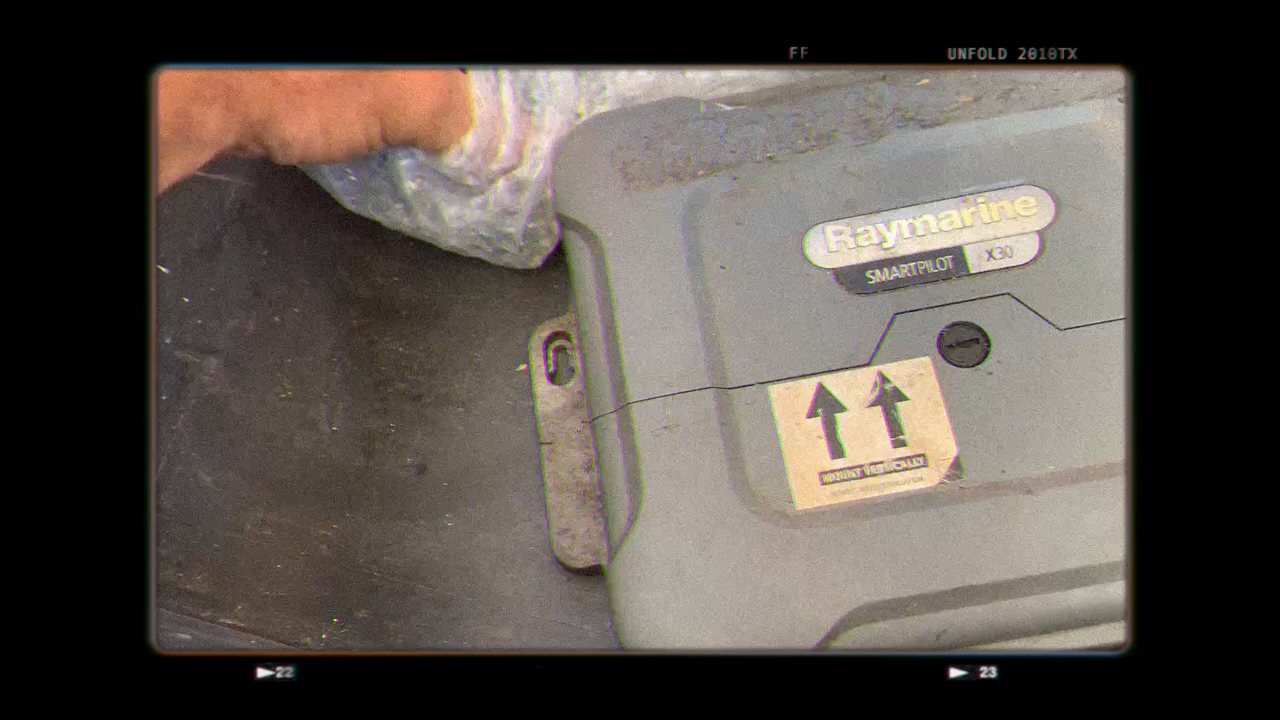 FF UNFOLD 2010TX
Raymarine
SMARTPILOT X30
MOUNT VERTICALLY
22 23